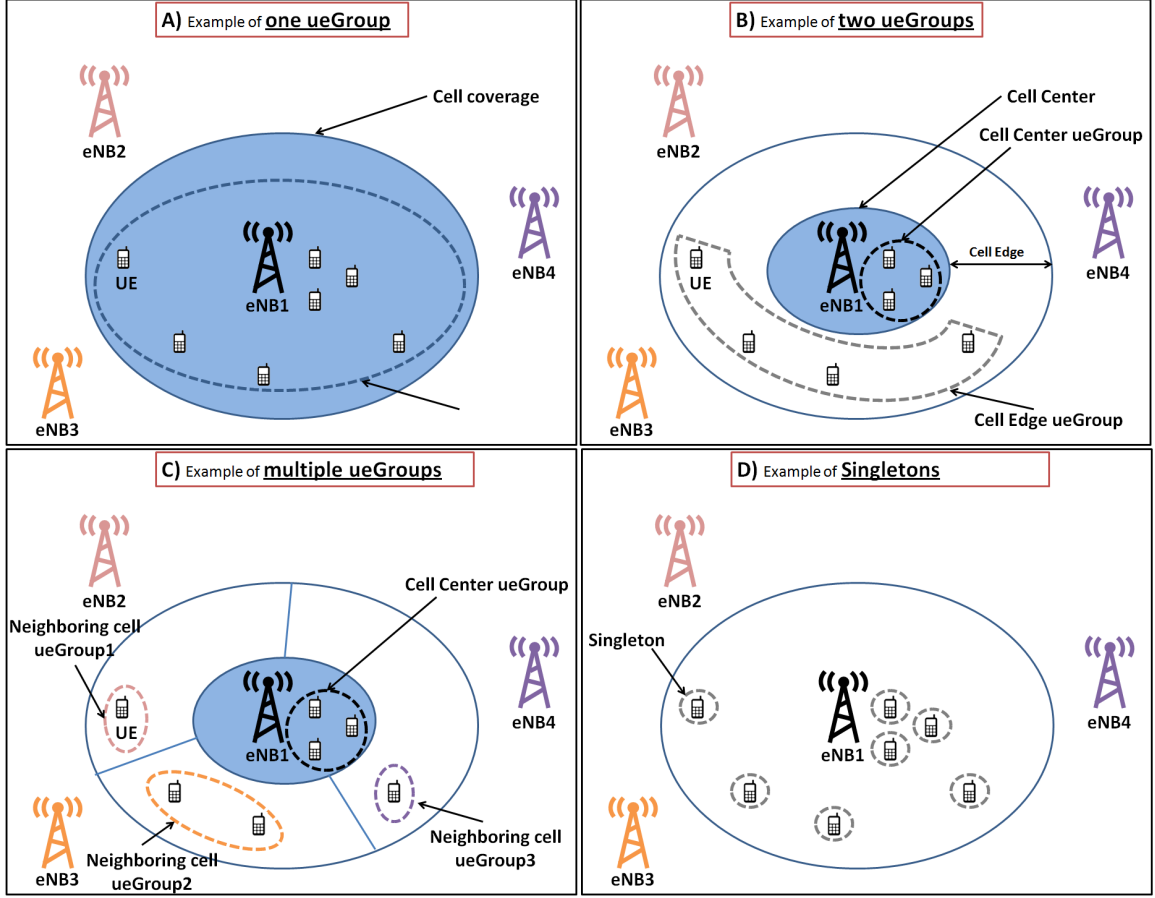 A) Example of one ueGroup
Cell coverage
eNB2
eNB4
UE
eNB1
eNB3
B) Example of two ueGroups
Cell Center
Cell Center ueGroup
eNB2
Cell Edge
eNB4
UE
eNB1
eNB3
Cell Edge ueGroup
C) Example of multiple ueGroups
Cell Center ueGroup
eNB2
Neighboring cell
ueGroup1
eNB4
UE
eNB1
Neighboring cell
ueGroup3
Neighboring cell
ueGroup2
eNB3
D) Example of Singletons
eNB2
Singleton
eNB4
eNB1
eNB3